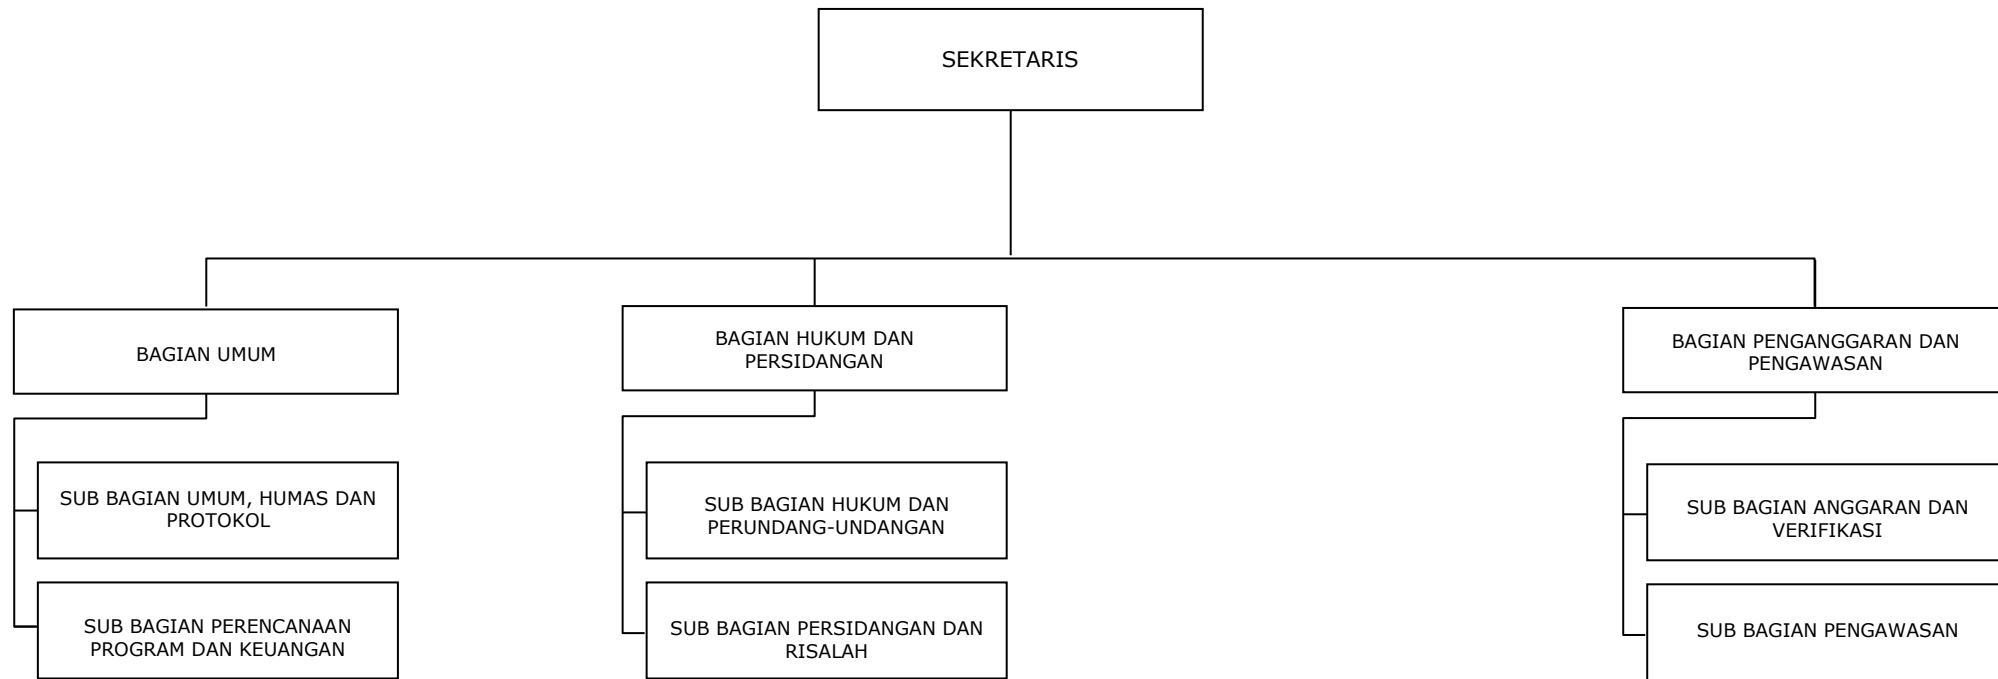 SEKRETARIS
BAGIAN UMUM
BAGIAN HUKUM DAN
PERSIDANGAN
BAGIAN PENGANGGARAN DAN
PENGAWASAN
SUB BAGIAN UMUM, HUMAS DAN
PROTOKOL
SUB BAGIAN HUKUM DAN
PERUNDANG-UNDANGAN
SUB BAGIAN ANGGARAN DAN
VERIFIKASI
SUB BAGIAN PERENCANAAN
PROGRAM DAN KEUANGAN
SUB BAGIAN PERSIDANGAN DAN
RISALAH
SUB BAGIAN PENGAWASAN